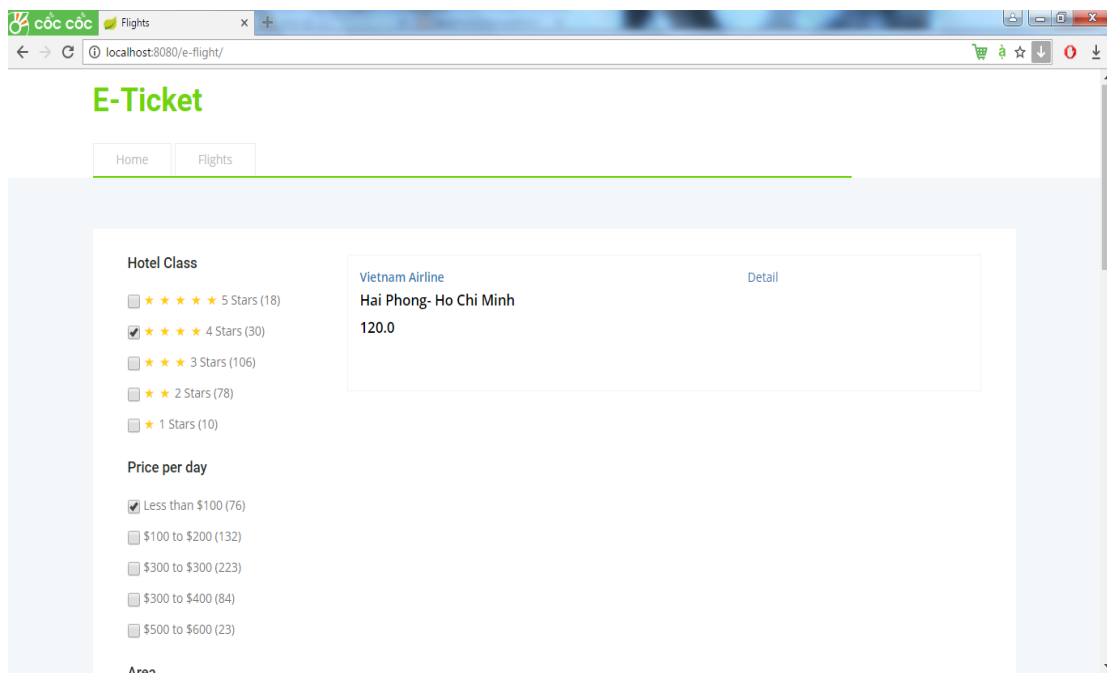 cốc cốc
Flights
localhost:8080/e-flight/
E-Ticket
Home
Flights
Hotel Class
5 Stars (18)
4 Stars (30)
3 Stars (106)
2 Stars (78)
1 Stars (10)
Price per day
Less than $100 (76)
$100 to $200 (132)
$300 to $300 (223)
$300 to $400 (84)
$500 to $600 (23)
Area
Vietnam Airline
Detail
Hai Phong- Ho Chi Minh
120.0